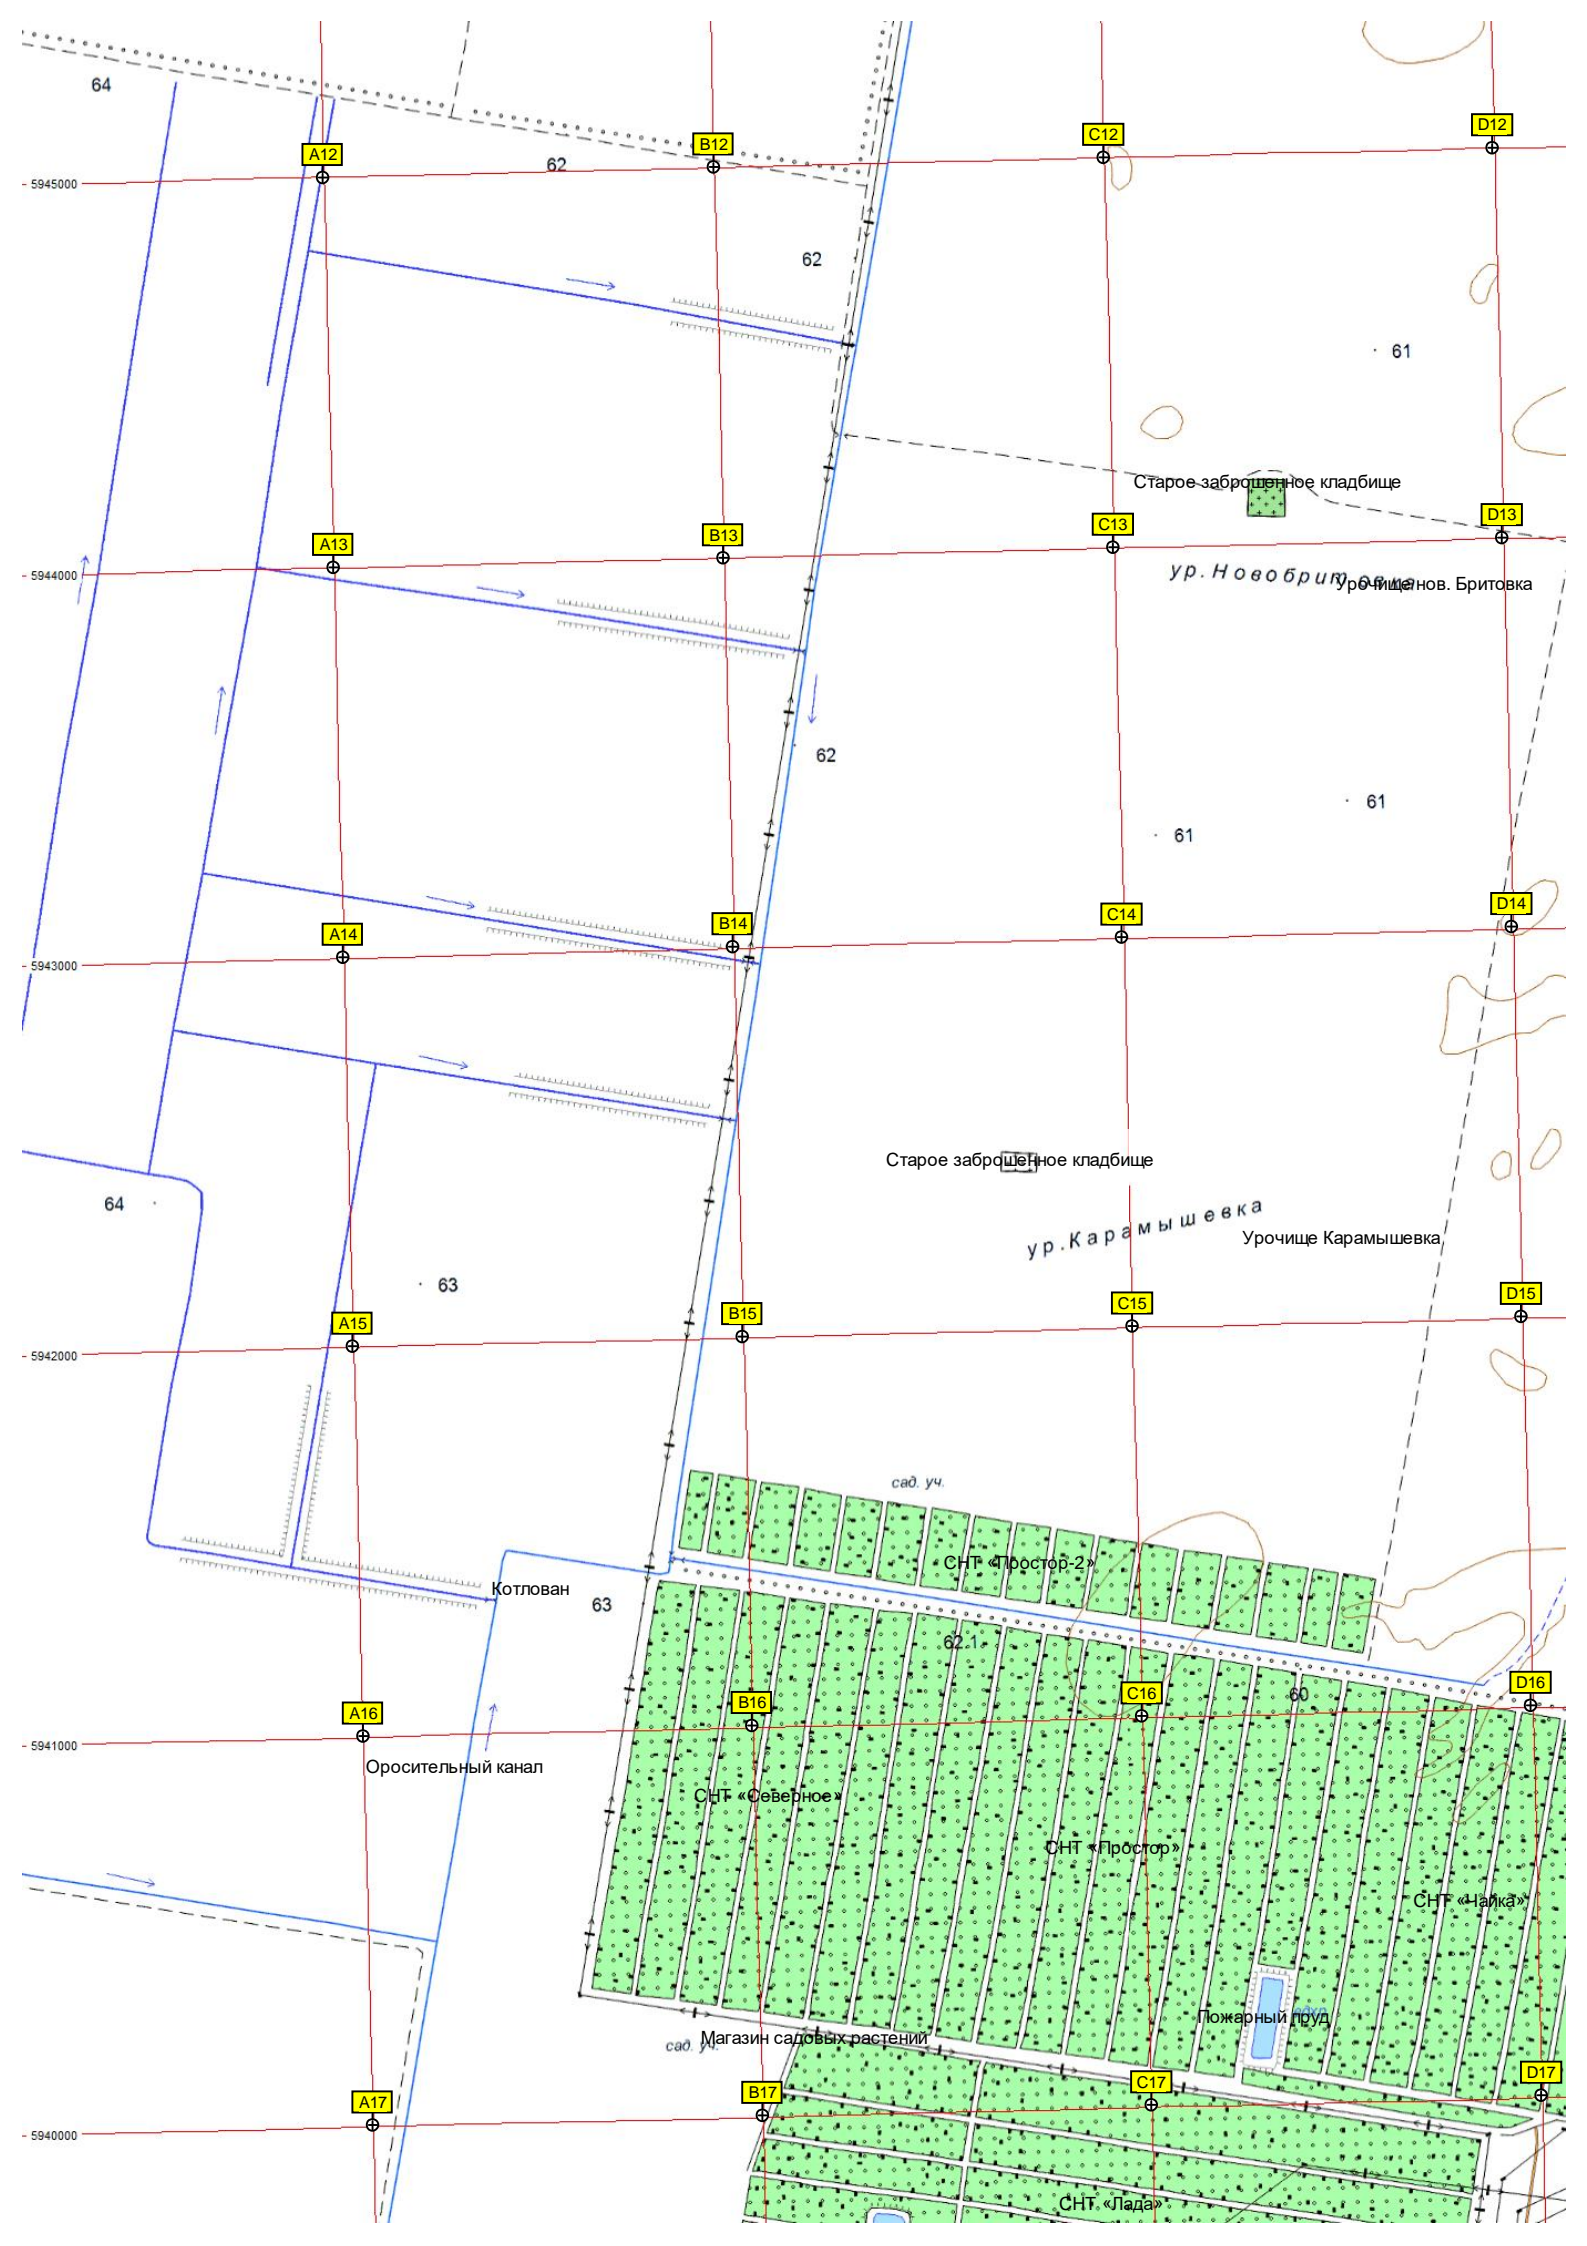 64
D12
C12
B12
A12
62
5945000
62
61
Старое заброшенное кладбище
D13
C13
B13
A13
5944000
ур.Новобритовка
Урочище нов. Бритовка
62
61
61
D14
C14
B14
A14
5943000
Старое заброшенное кладбище
64
ур.Карамышевка
Урочище Карамышевка
63
D15
C15
B15
A15
5942000
сад. уч.
СНТ «Простор-2»
Котлован
63
62.1
D16
C16
60
B16
A16
5941000
Оросительный канал
СНТ «Северное»
СНТ «Простор»
СНТ «Чайка»
Пожарный пруд
Магазин садовых растений
сад. уч.
D17
C17
B17
A17
5940000
СНТ «Лада»